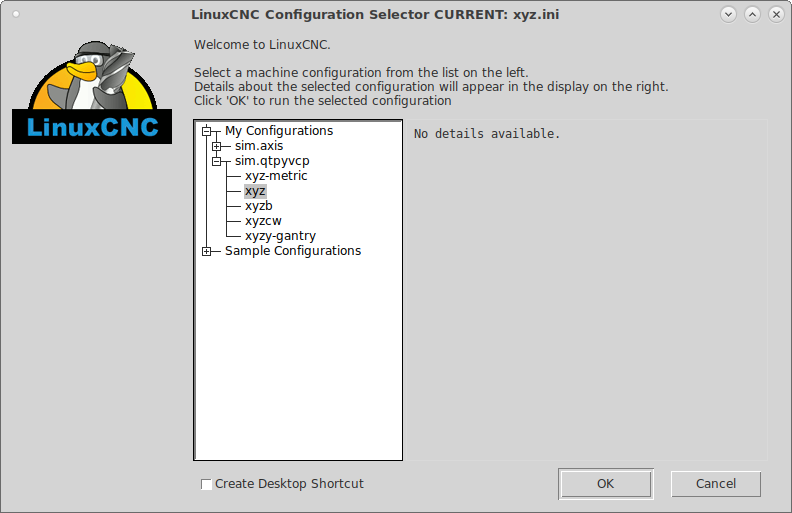 LinuxCNC Configuration Selector CURRENT: xyz.ini
LinuxCNC
Welcome to LinuxCNC.
Select a machine configuration from the list on the left.
Details about the selected configuration will appear in the display on the right.
Click 'OK' to run the selected configuration
My Configurations
sim.axis
sim.qtpyvcp
xyz-metric
xyz
xyzb
xyzcw
xyzy-gantry
Sample Configurations
No details available.
Create Desktop Shortcut
OK
Cancel